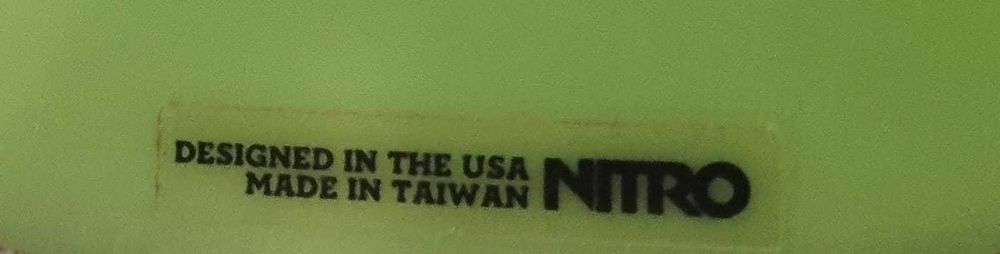 DESIGNED IN THE USA
MADE IN TAIWAN
NITRO